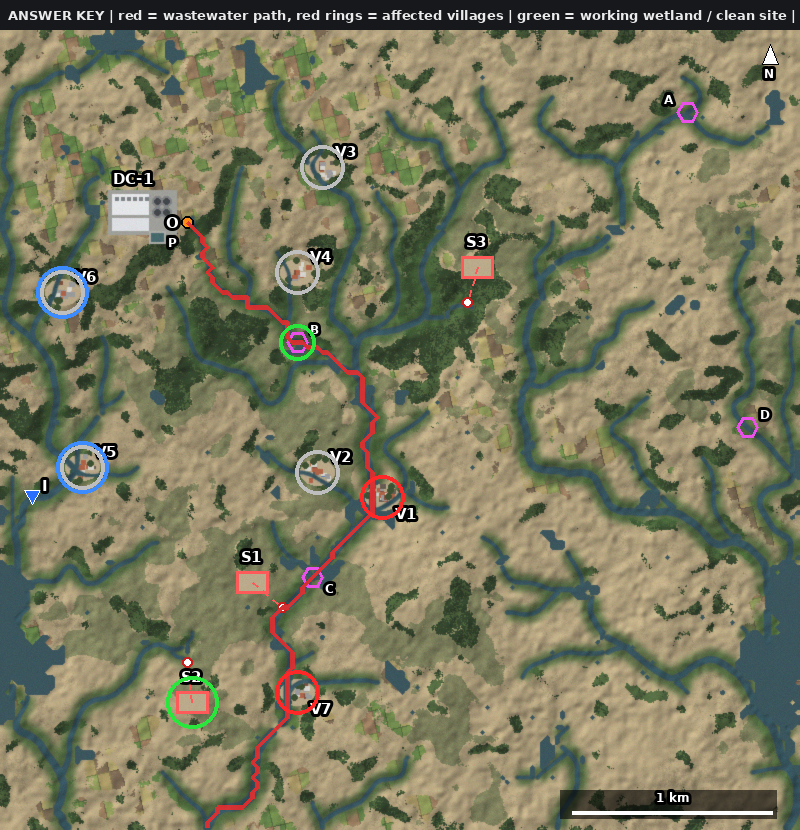 ANSWER KEY | red = wastewater path, red rings = affected villages | green = working wetland / clean site |
N
A
V3
DC-1
O
P
S3
V4
V6
B
D
V5
V2
I
V1
S1
C
S2
V7
1 km